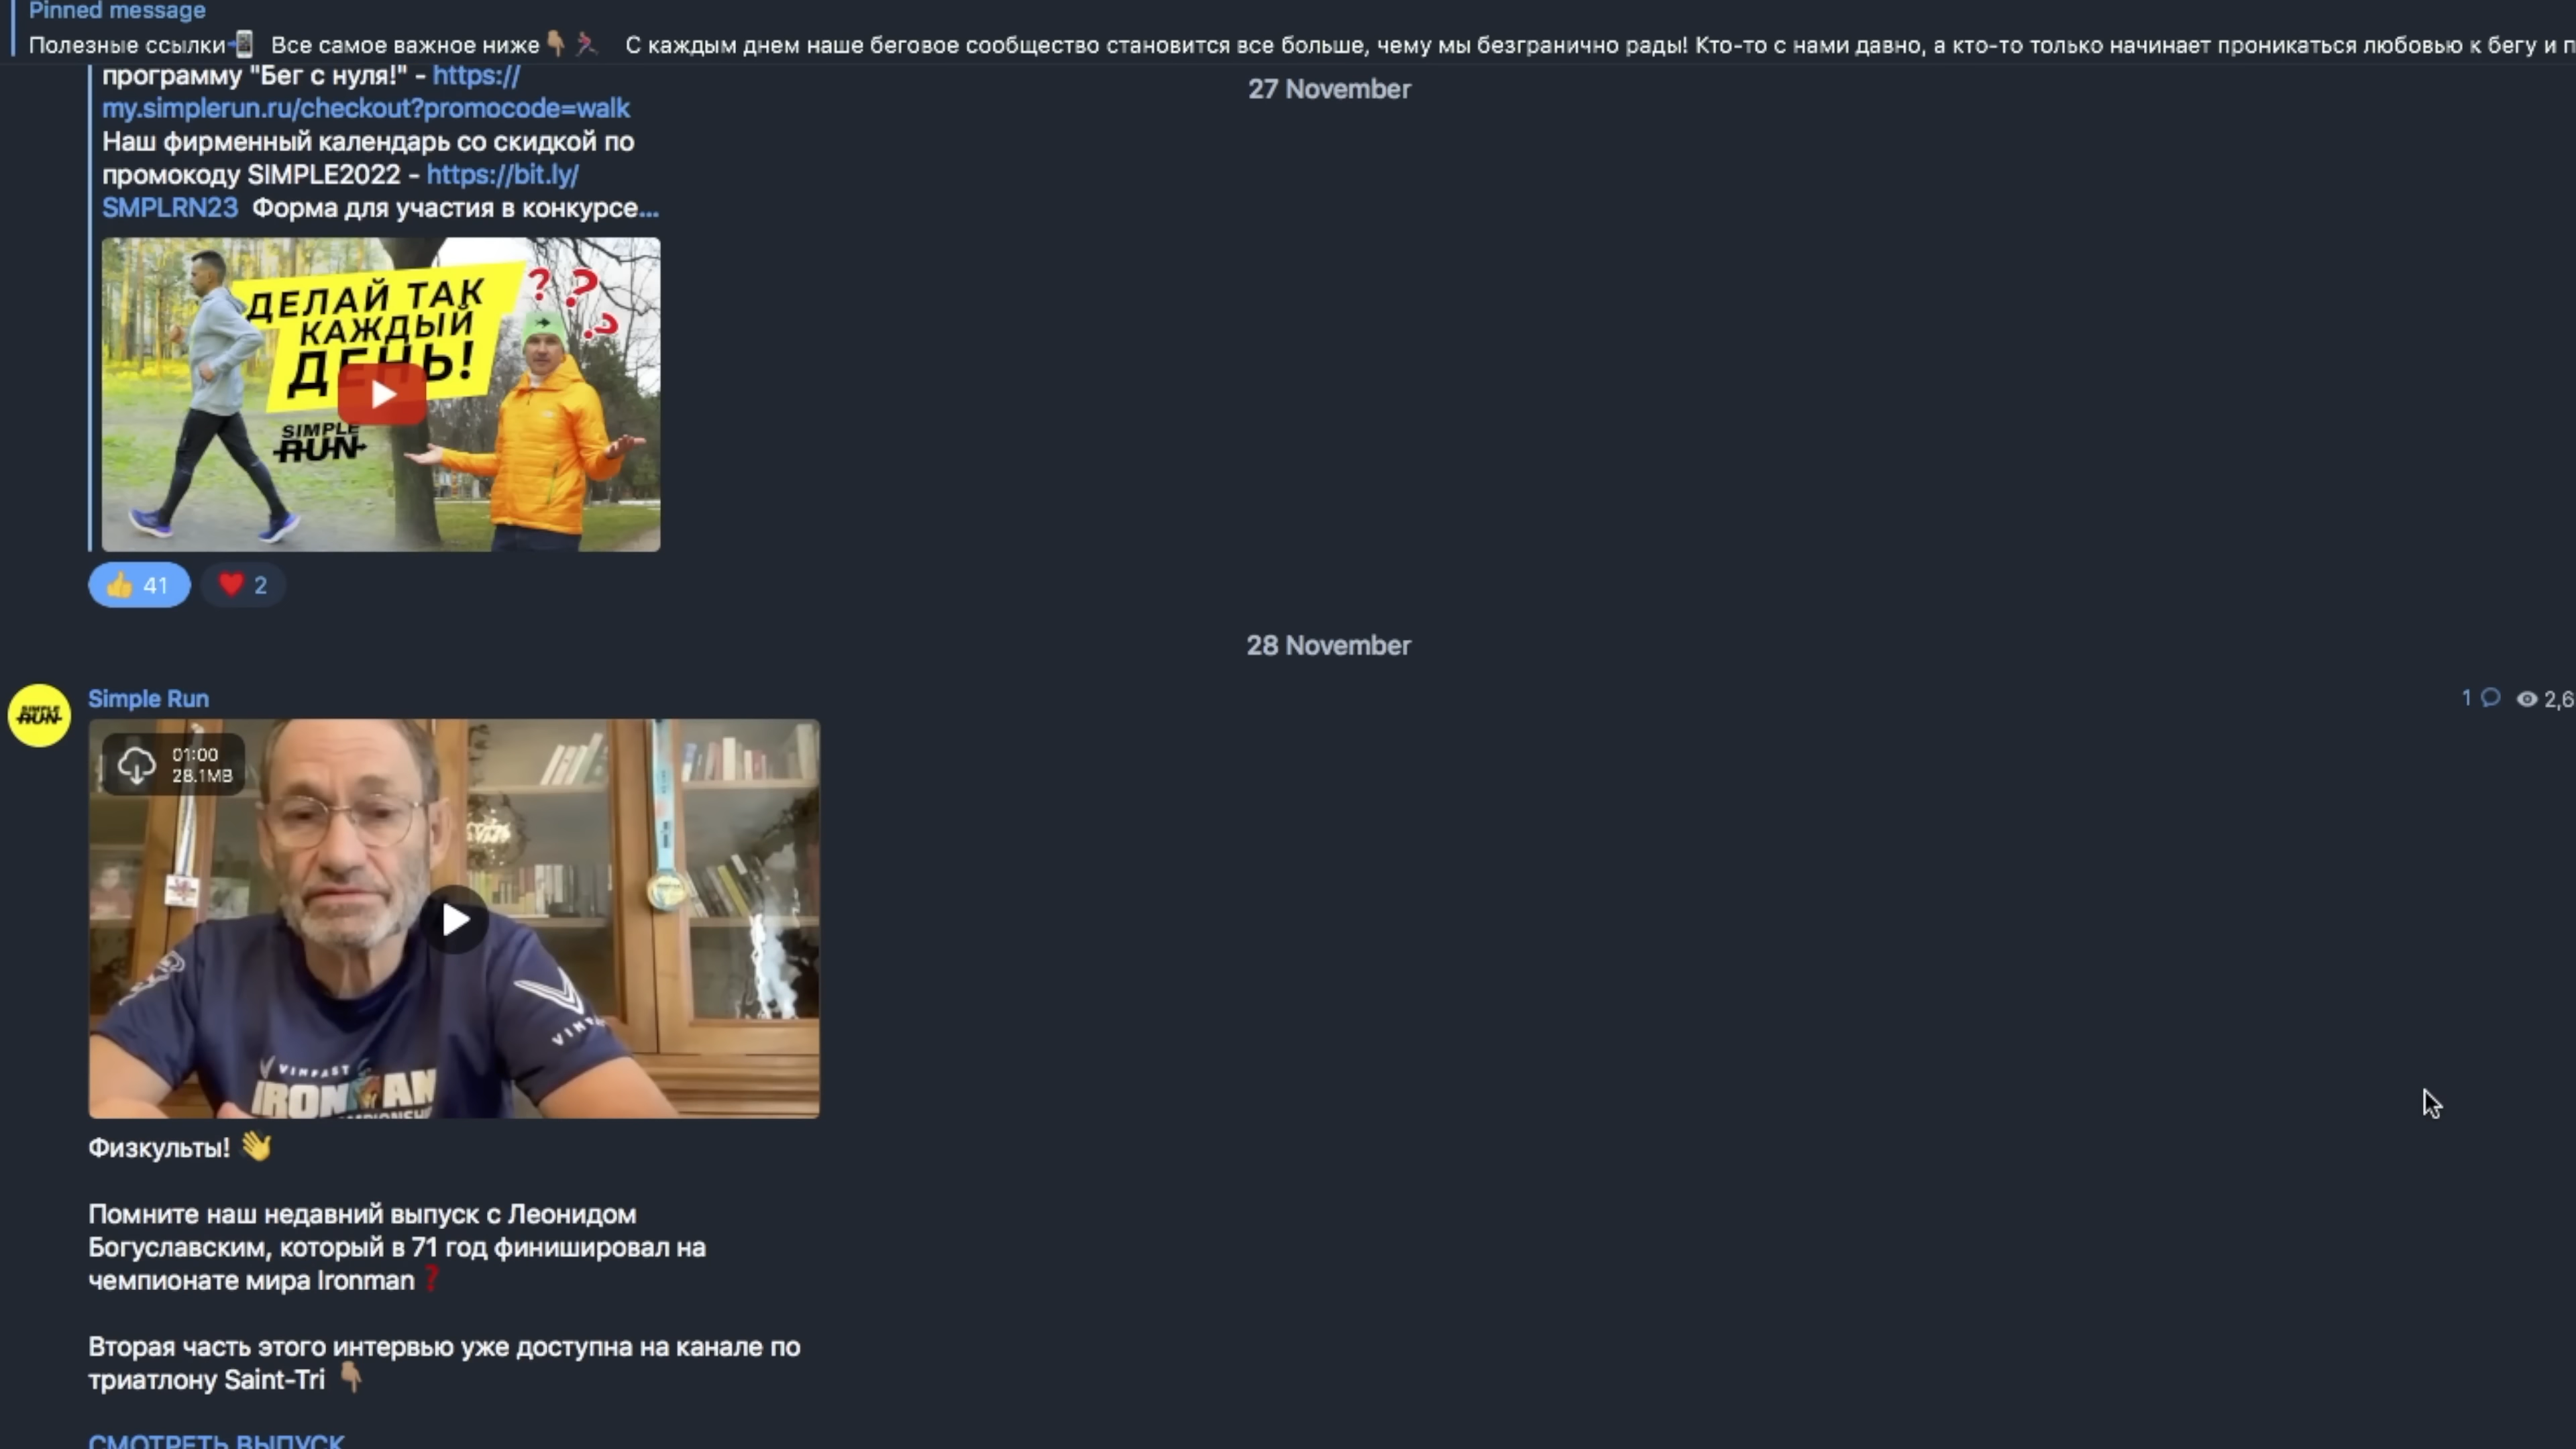 Pinned message
Полезные ссылки📲 Все самое важное ниже👇🏽🏃🏽 С каждым днем наше беговое сообщество становится все больше, чему мы безгранично рады! Кто-то с нами давно, а кто-то только начинает проникаться любовью к бегу и п
программу "Бег с нуля!" - https://
27 November
my.simplerun.ru/checkout?promocode=walk
Наш фирменный календарь со скидкой по
промокоду SIMPLE2022 - https://bit.ly/
SMPLRN23 Форма для участия в конкурсе...
ДЕЛАЙ ТАК
КАЖДЫЙ
ДЕНЬ!
SIMPLE
RUN
👍 41 ❤️ 2
28 November
SIMPLE
RUN
Simple Run
1 2,6
01:00
28.1MB
VINFAST
IRONMAN
Физкульты! 👋
Помните наш недавний выпуск с Леонидом
Богуславским, который в 71 год финишировал на
чемпионате мира Ironman❓
Вторая часть этого интервью уже доступна на канале по
триатлону Saint-Tri 👇🏽
СМОТРЕТЬ ВЫПУСК